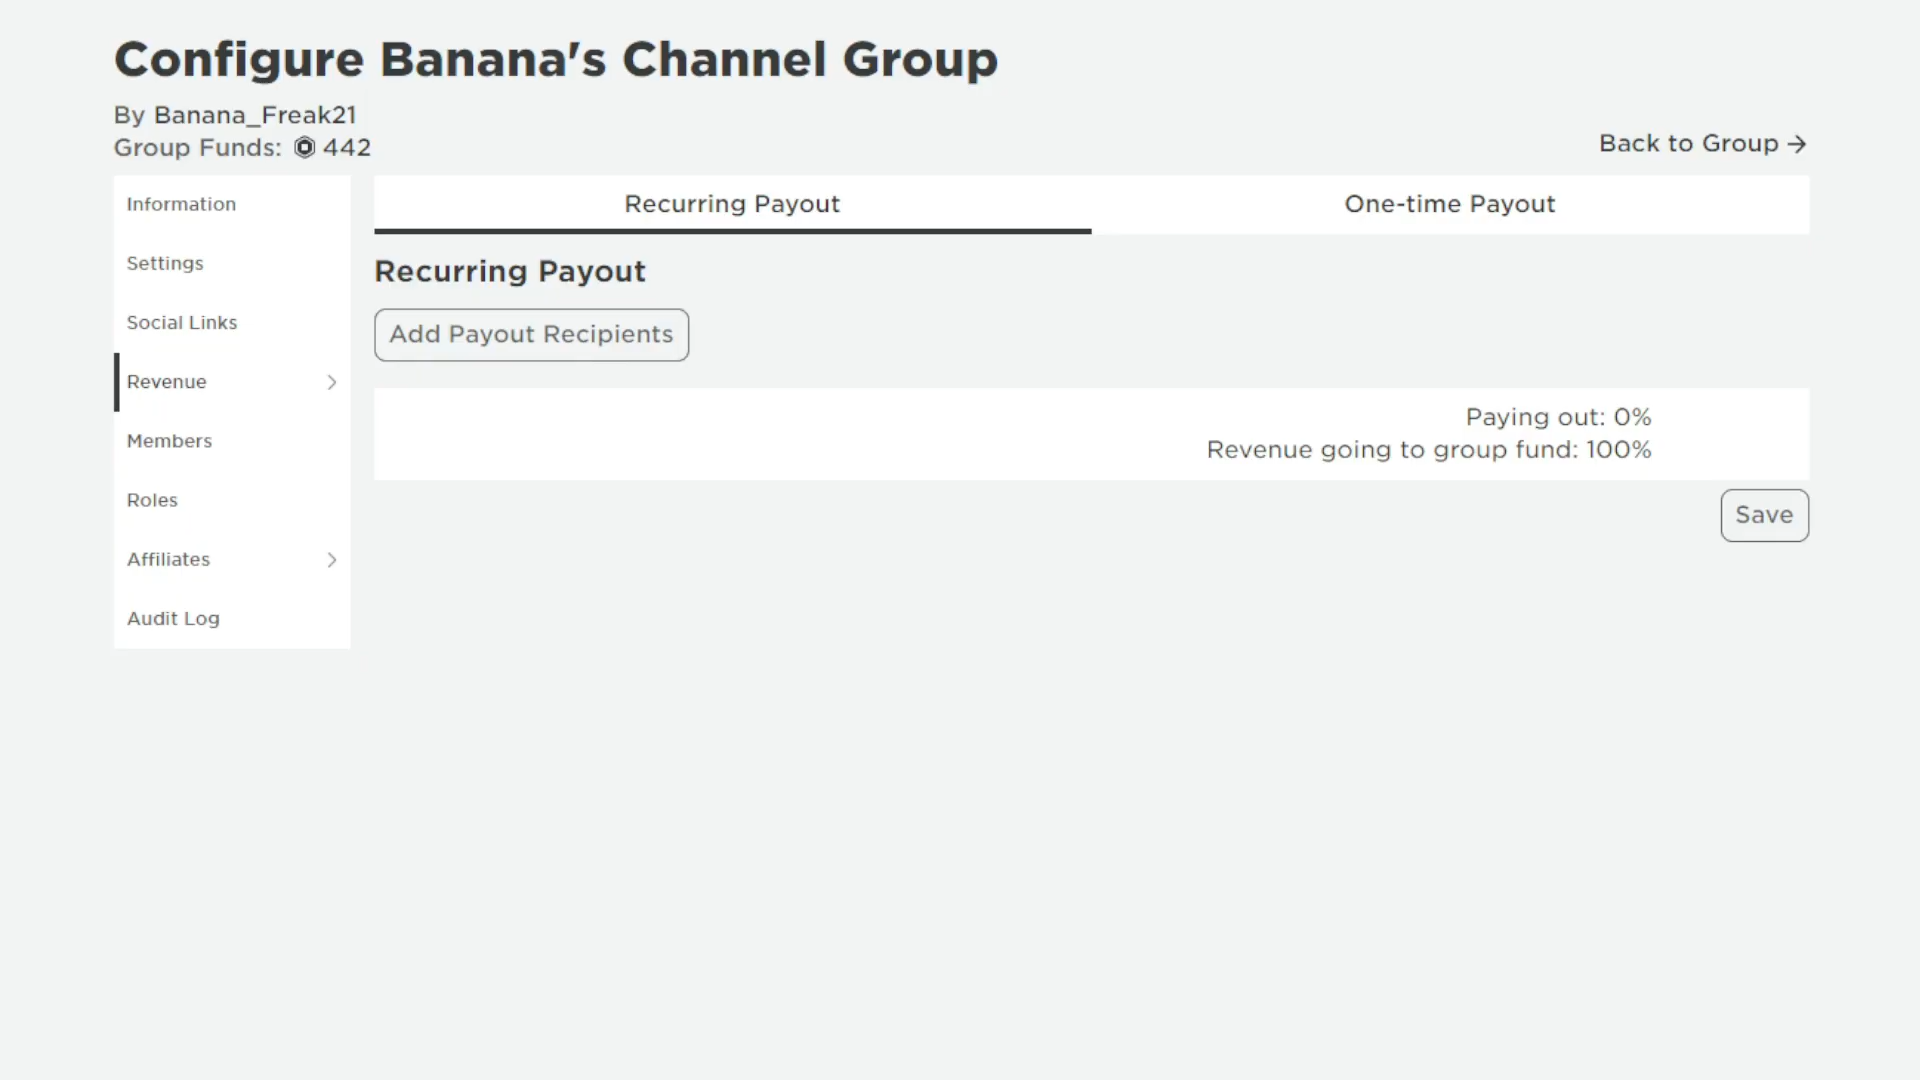 Configure Banana's Channel Group
By Banana_Freak21
Group Funds: 442
Back to Group
Information
Settings
Social Links
Revenue
Members
Roles
Affiliates
Audit Log
Recurring Payout
One-time Payout
Recurring Payout
Add Payout Recipients
Paying out: 0%
Revenue going to group fund: 100%
Save